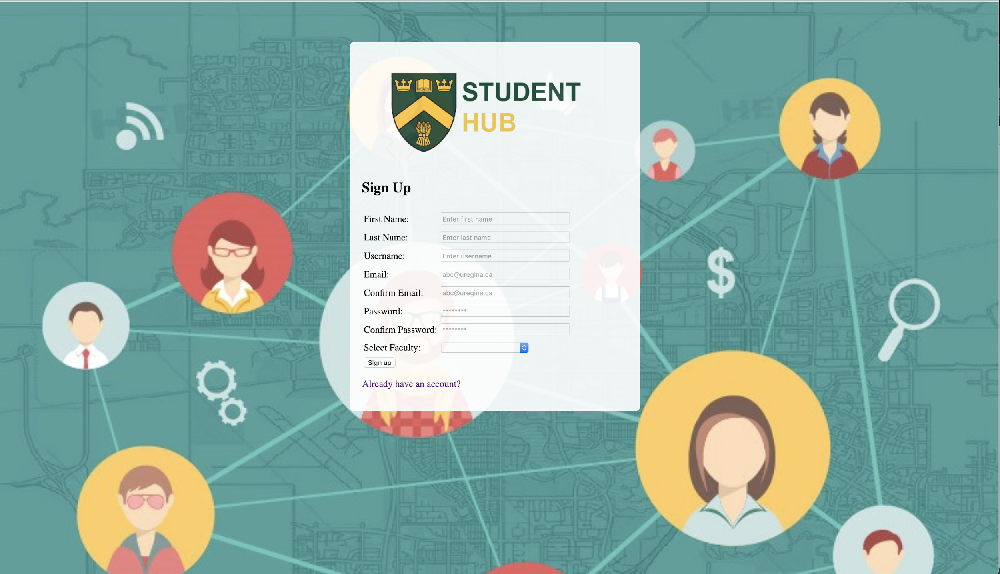 STUDENT
HUB
Sign Up
First Name: Enter first name
Last Name: Enter last name
Username: Enter username
Email: abc@uregina.ca
Confirm Email: abc@uregina.ca
Password: ********
Confirm Password: ********
Select Faculty:
Sign up
Already have an account?